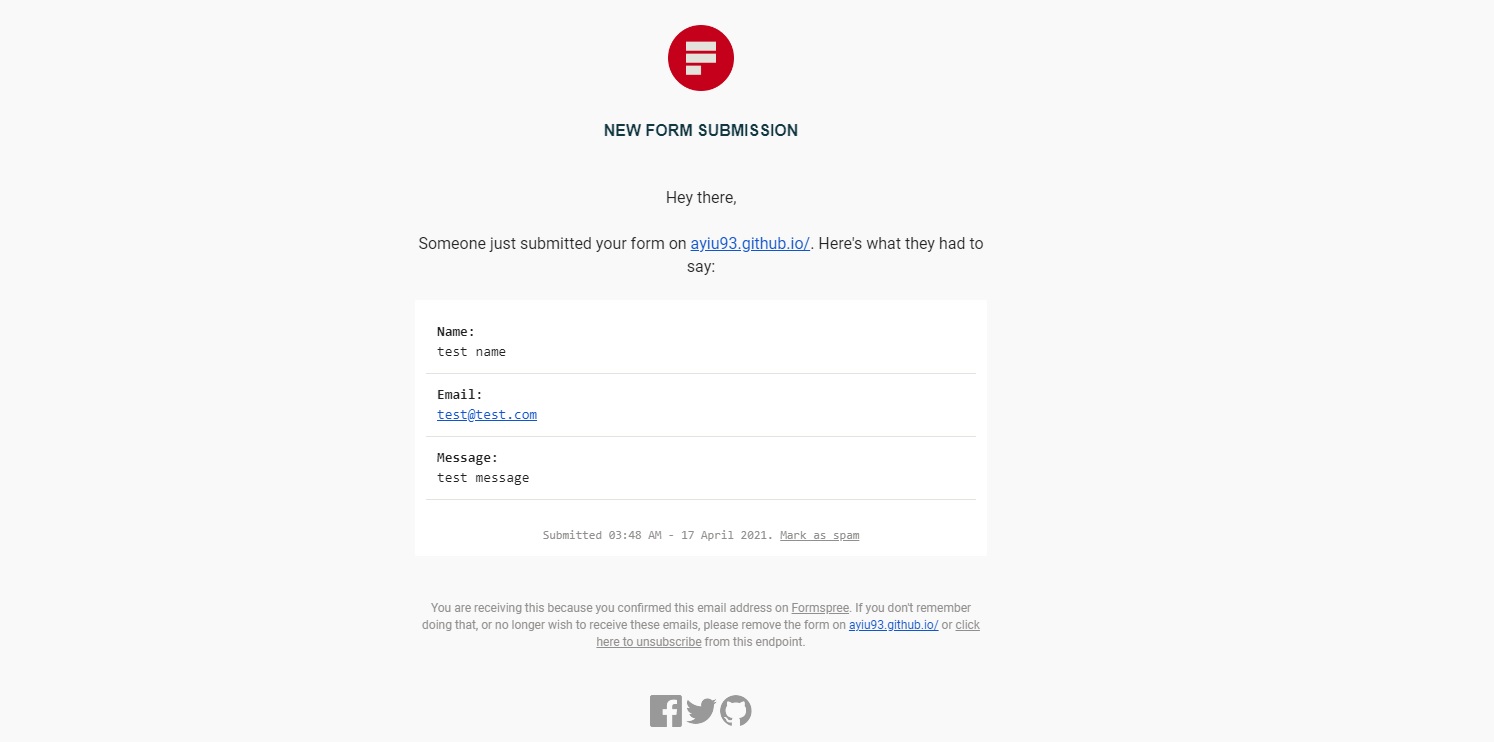 NEW FORM SUBMISSION
Hey there,
Someone just submitted your form on ayiu93.github.io/. Here's what they had to
say:
Name:
test name
Email:
test@test.com
Message:
test message
Submitted 03:48 AM - 17 April 2021. Mark as spam
You are receiving this because you confirmed this email address on Formspree. If you don't remember
doing that, or no longer wish to receive these emails, please remove the form on ayiu93.github.io/ or click
here to unsubscribe from this endpoint.